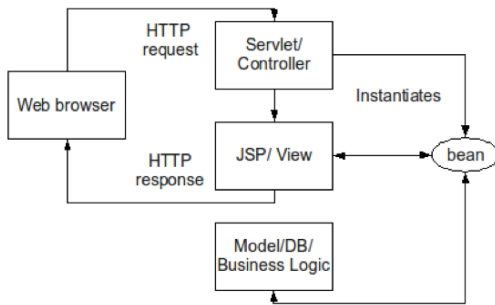 HTTP
request
Servlet/
Controller
Web browser
Instantiates
HTTP
response
JSP/ View
bean
Model/DB/
Business Logic